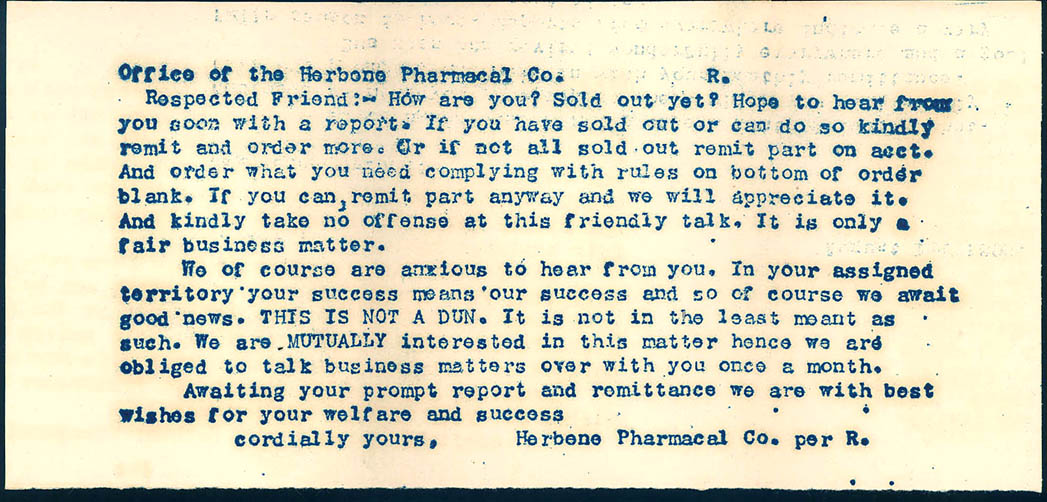 Office of the Herbene Pharmacal Co. R.
Respected Friend:- How are you? Sold out yet? Hope to hear from
you soon with a report. If you have sold out or can do so kindly
remit and order more. Or if not all sold out remit part on acct.
And order what you need complying with rules on bottom of order
blank. If you can, remit part anyway and we will appreciate it.
And kindly take no offense at this friendly talk. It is only a
fair business matter.
We of course are anxious to hear from you. In your assigned
territory your success means our success and so of course we await
good news. THIS IS NOT A DUN. It is not in the least meant as
such. We are MUTUALLY interested in this matter hence we are
obliged to talk business matters over with you once a month.
Awaiting your prompt report and remittance we are with best
wishes for your welfare and success
cordially yours, Herbene Pharmacal Co. per R.